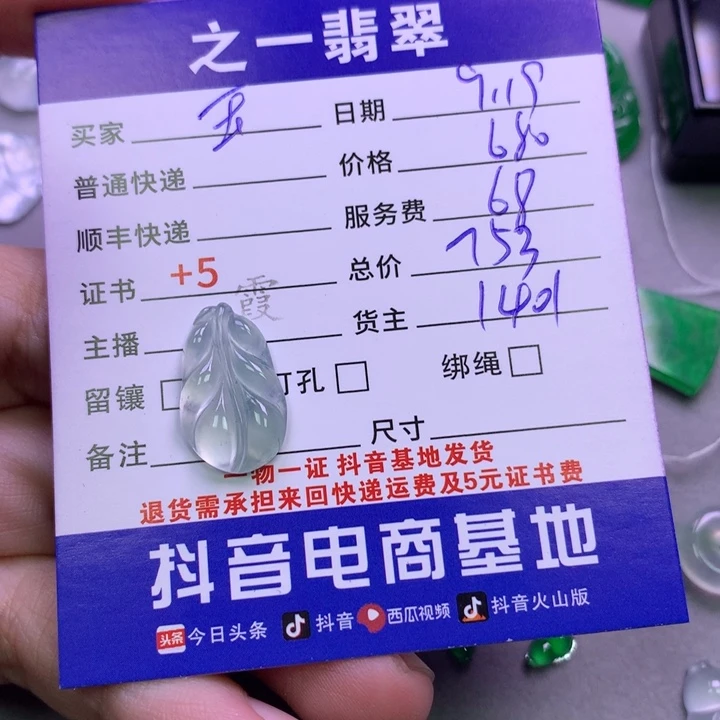 之一翡翠
买家 玉 日期 9.19
普通快递 价格 680
顺丰快递 服务费 68
证书 +5 总价 753
主播 霞 货主 1401
留镶 打孔 绑绳
备注 尺寸
一物一证 抖音基地发货
退货需承担来回快递运费及5元证书费
抖音电商基地
头条 今日头条 抖音 西瓜视频 抖音火山版